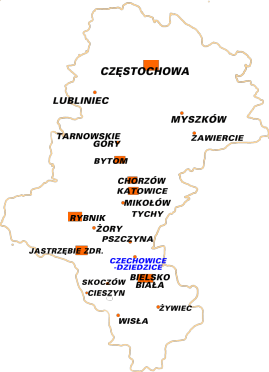 CZĘSTOCHOWA
LUBLINIEC
MYSZKÓW
ZAWIERCIE
TARNOWSKIE
GÓRY
BYTOM
CHORZÓW
KATOWICE
MIKOŁÓW
TYCHY
RYBNIK
ŻORY
PSZCZYNA
JASTRZĘBIE ZDR.
CZECHOWICE
-DZIEDZICE
BIELSKO
BIAŁA
SKOCZÓW
CIESZYN
ŻYWIEC
WISŁA